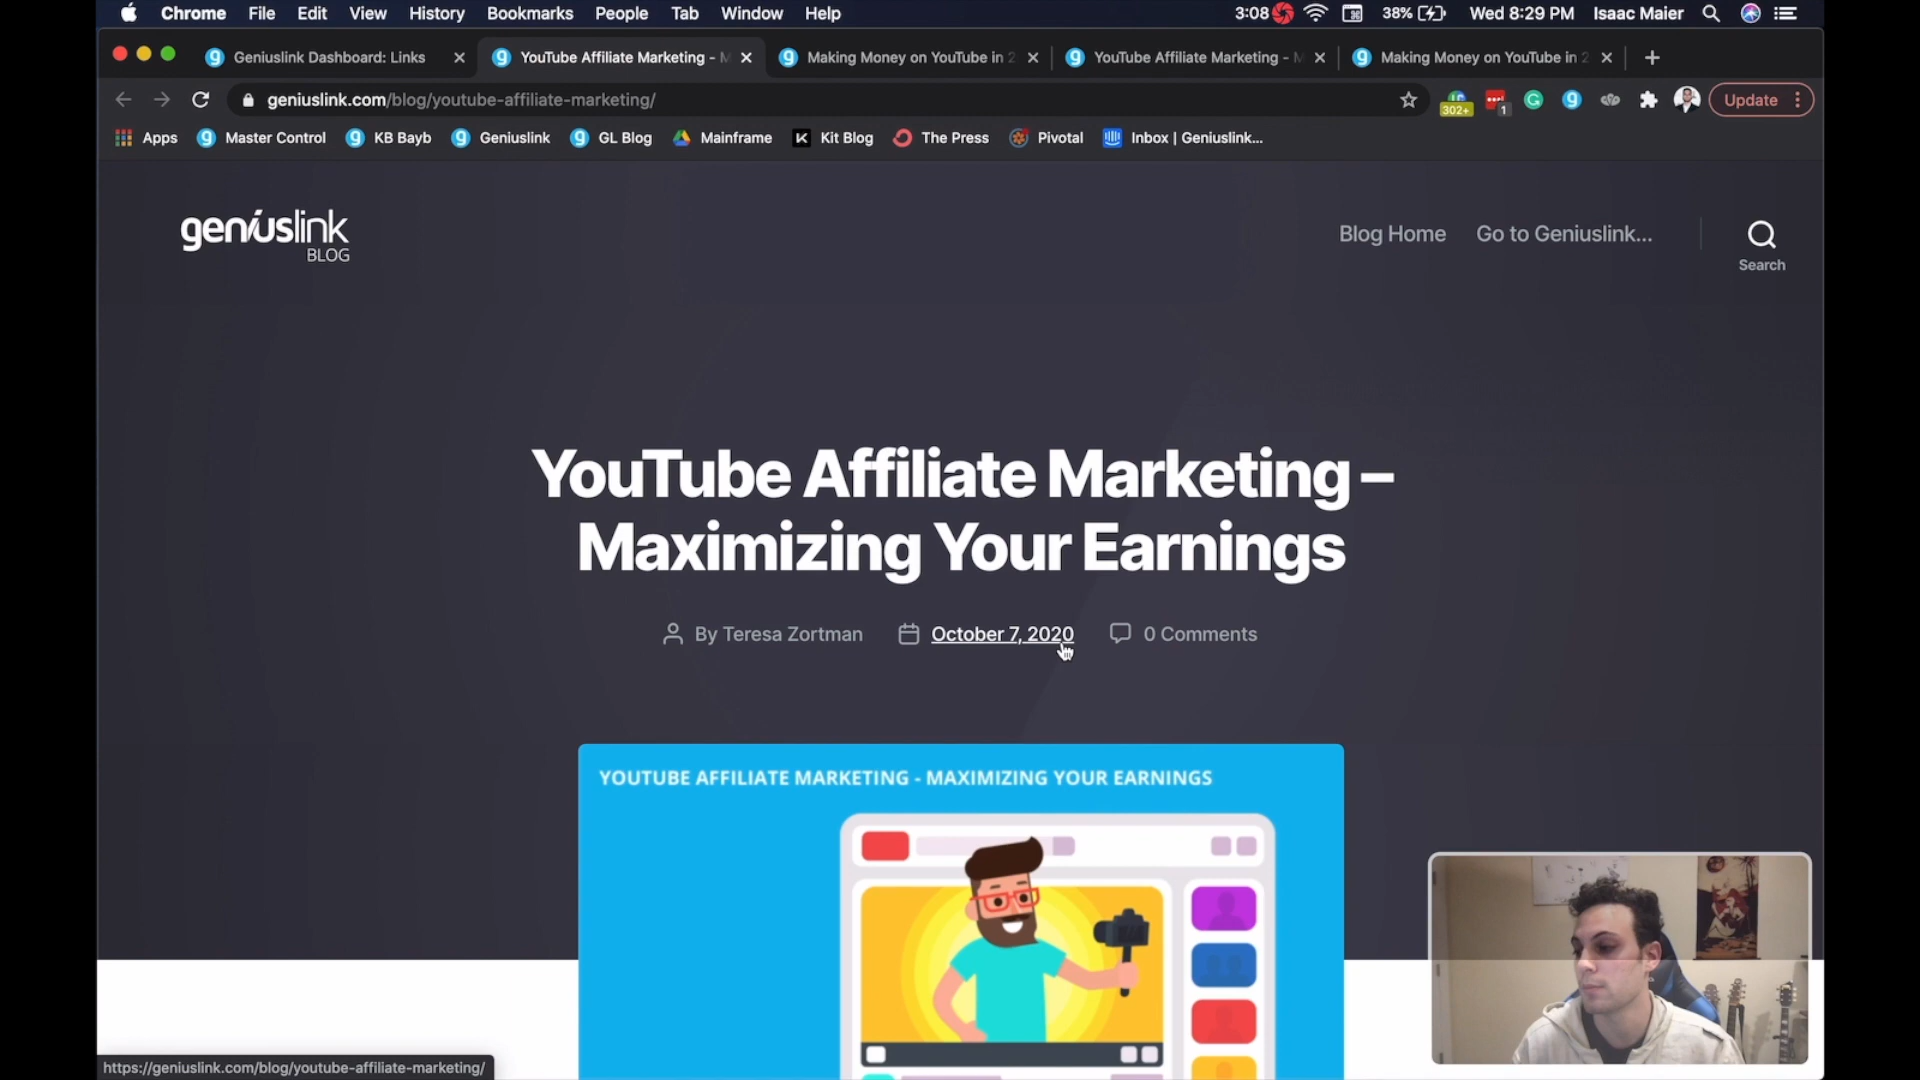 Chrome File Edit View History Bookmarks People Tab Window Help 3:08 38% Wed 8:29 PM Isaac Maier
Geniuslink Dashboard: Links YouTube Affiliate Marketing - M Making Money on YouTube in 2 YouTube Affiliate Marketing - M Making Money on YouTube in 2
geniuslink.com/blog/youtube-affiliate-marketing/ 302+ 1 Update
Apps Master Control KB Bayb Geniuslink GL Blog Mainframe Kit Blog The Press Pivotal Inbox | Geniuslink...
geniuslink
BLOG
Blog Home Go to Geniuslink...
Search
YouTube Affiliate Marketing –
Maximizing Your Earnings
By Teresa Zortman October 7, 2020 0 Comments
YOUTUBE AFFILIATE MARKETING - MAXIMIZING YOUR EARNINGS
https://geniuslink.com/blog/youtube-affiliate-marketing/